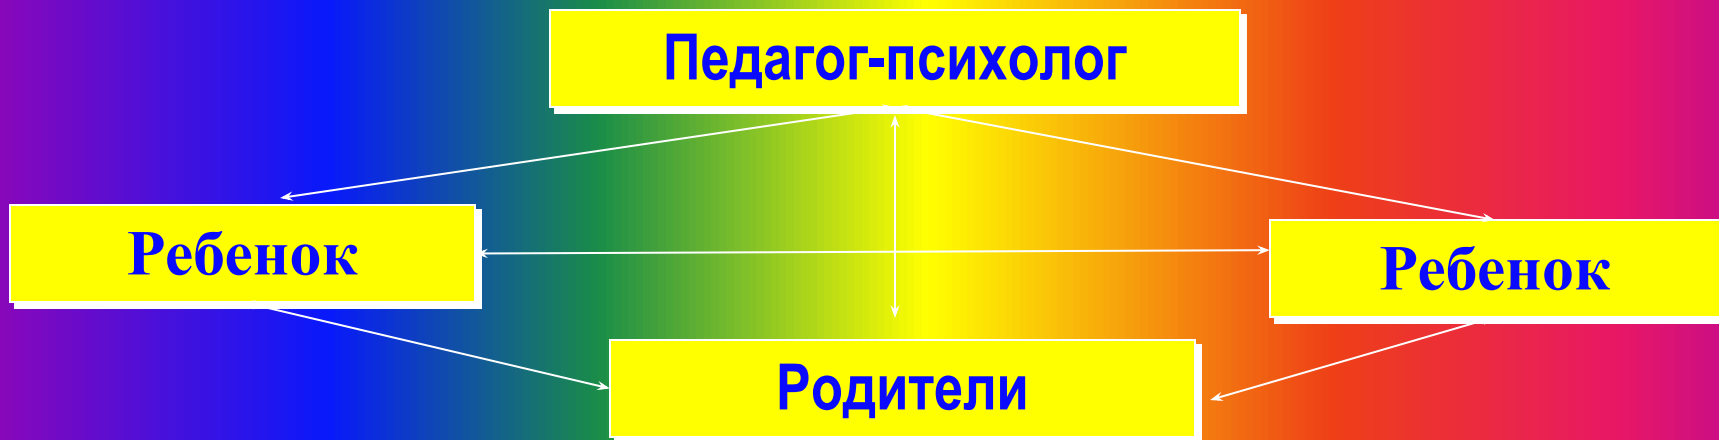 Педагог-психолог
Ребенок
Ребенок
Родители